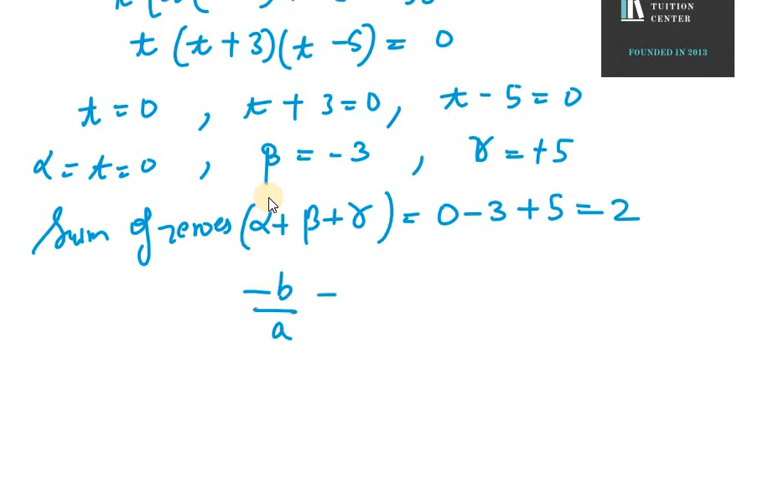 t (t + 3)(t - 5) = 0
t = 0 , t + 3 = 0, t - 5 = 0
α = t = 0 , β = - 3 , γ = +5
Sum of zeroes (α + β + γ) = 0 - 3 + 5 = 2
-b/a -
TUITION
CENTER
FOUNDED IN 2013